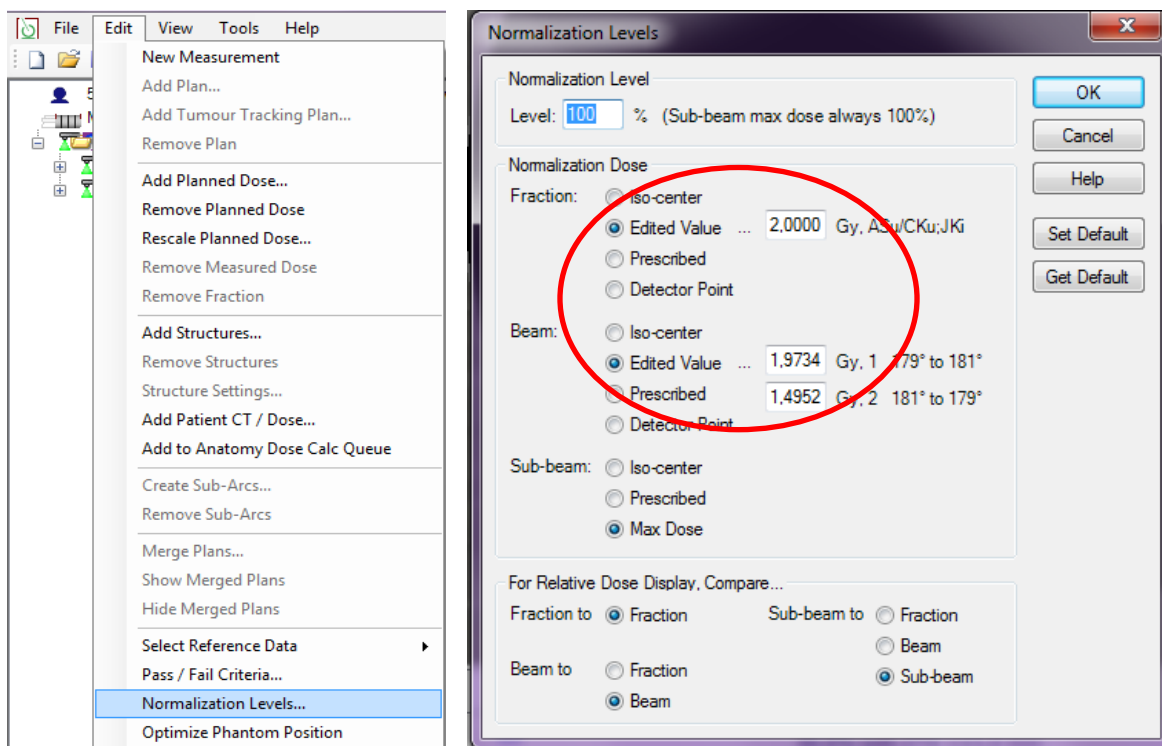 File Edit View Tools Help
New Measurement
Add Plan...
Add Tumour Tracking Plan...
Remove Plan
Add Planned Dose...
Remove Planned Dose
Rescale Planned Dose...
Remove Measured Dose
Remove Fraction
Add Structures...
Remove Structures
Structure Settings...
Add Patient CT / Dose...
Add to Anatomy Dose Calc Queue
Create Sub-Arcs...
Remove Sub-Arcs
Merge Plans...
Show Merged Plans
Hide Merged Plans
Select Reference Data
Pass / Fail Criteria...
Normalization Levels...
Optimize Phantom Position
Normalization Levels
Normalization Level
Level: 100 % (Sub-beam max dose always 100%)
OK
Cancel
Help
Set Default
Get Default
Normalization Dose
Fraction: Iso-center
Edited Value ... 2,0000 Gy, ASu/CKu;JKi
Prescribed
Detector Point
Beam: Iso-center
Edited Value ... 1,9734 Gy, 1 179° to 181°
Prescribed 1,4952 Gy, 2 181° to 179°
Detector Point
Sub-beam: Iso-center
Prescribed
Max Dose
For Relative Dose Display, Compare...
Fraction to Fraction Sub-beam to Fraction
Beam
Beam to Fraction Sub-beam
Beam